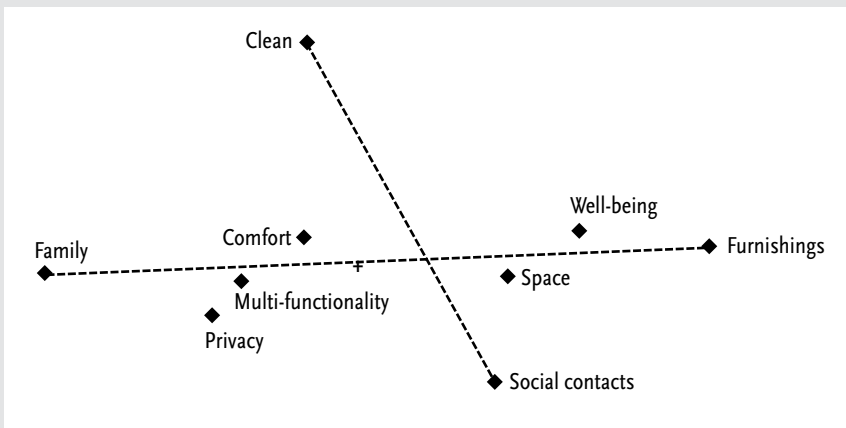 Clean
Well-being
Comfort
Furnishings
Family
Space
Multi-functionality
Privacy
Social contacts